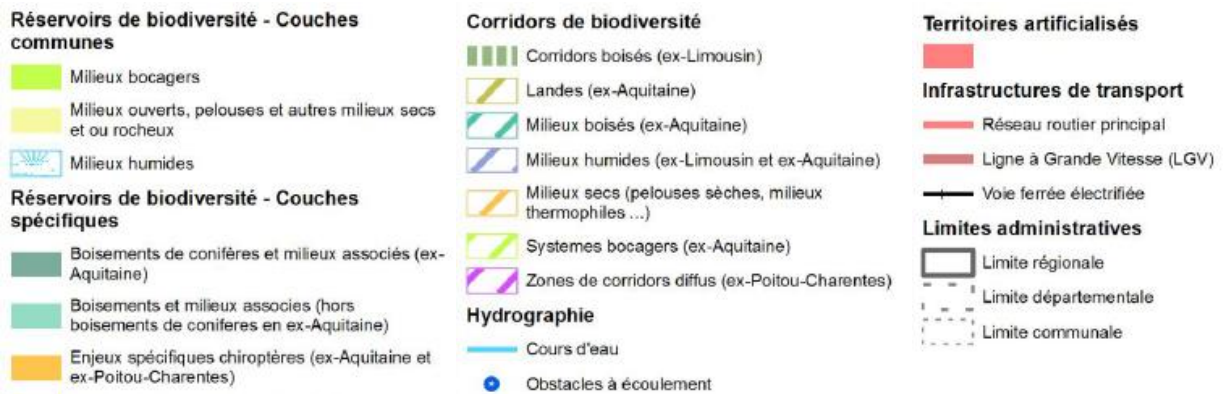 Réservoirs de biodiversité - Couches
communes
Milieux bocagers
Milieux ouverts, pelouses et autres milieux secs
et ou rocheux
Milieux humides
Réservoirs de biodiversité - Couches
spécifiques
Boisements de conifères et milieux associés (ex-
Aquitaine)
Boisements et milieux associes (hors
boisements de coniferes en ex-Aquitaine)
Enjeux spécifiques chiroptères (ex-Aquitaine et
ex-Poitou-Charentes)
Corridors de biodiversité
Corridors boisés (ex-Limousin)
Landes (ex-Aquitaine)
Milieux boisés (ex-Aquitaine)
Milieux humides (ex-Limousin et ex-Aquitaine)
Milieux secs (pelouses sèches, milieux
thermophiles ...)
Systemes bocagers (ex-Aquitaine)
Zones de corridors diffus (ex-Poitou-Charentes)
Hydrographie
Cours d'eau
Obstacles à écoulement
Territoires artificialisés
Infrastructures de transport
Réseau routier principal
Ligne à Grande Vitesse (LGV)
Voie ferrée électrifiée
Limites administratives
Limite régionale
Limite départementale
Limite communale